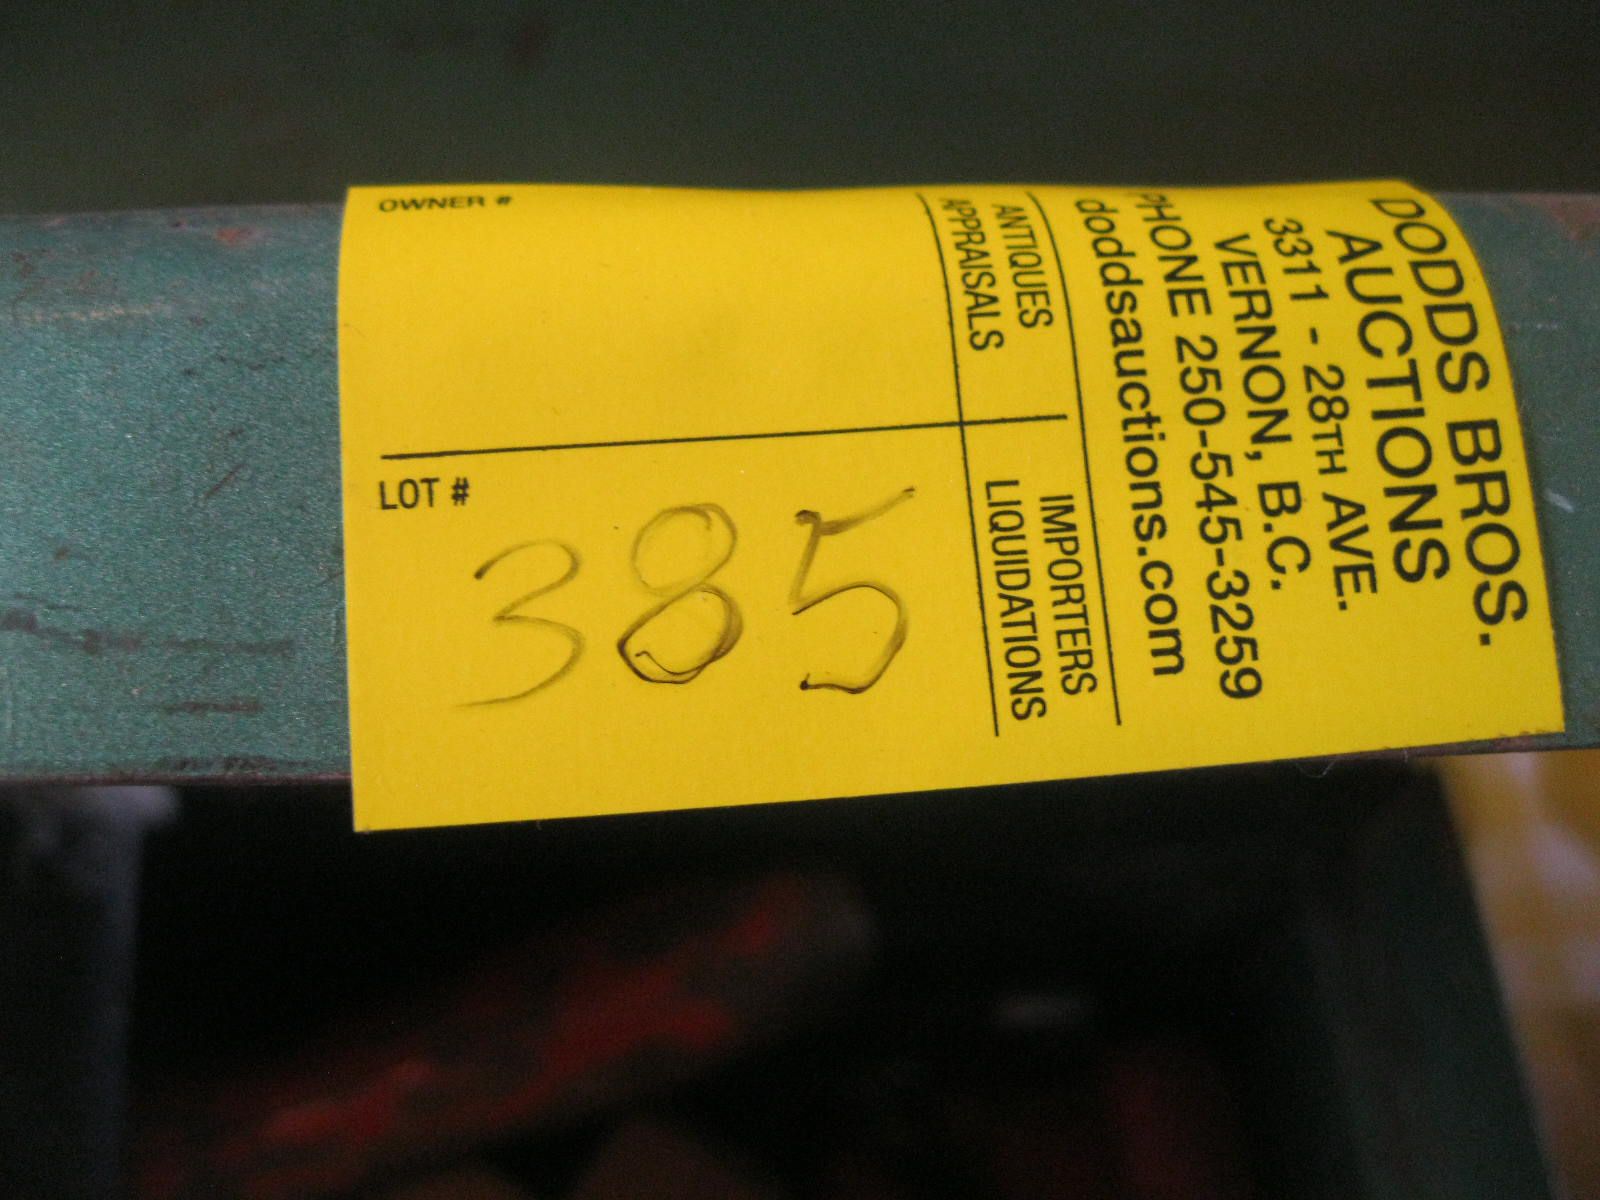 DODDS BROS.
AUCTIONS
3311 - 28TH AVE.
VERNON, B.C.
PHONE 250-545-3259
doddsauctions.com
ANTIQUES
APPRAISALS
IMPORTERS
LIQUIDATIONS
OWNER #
LOT #
385